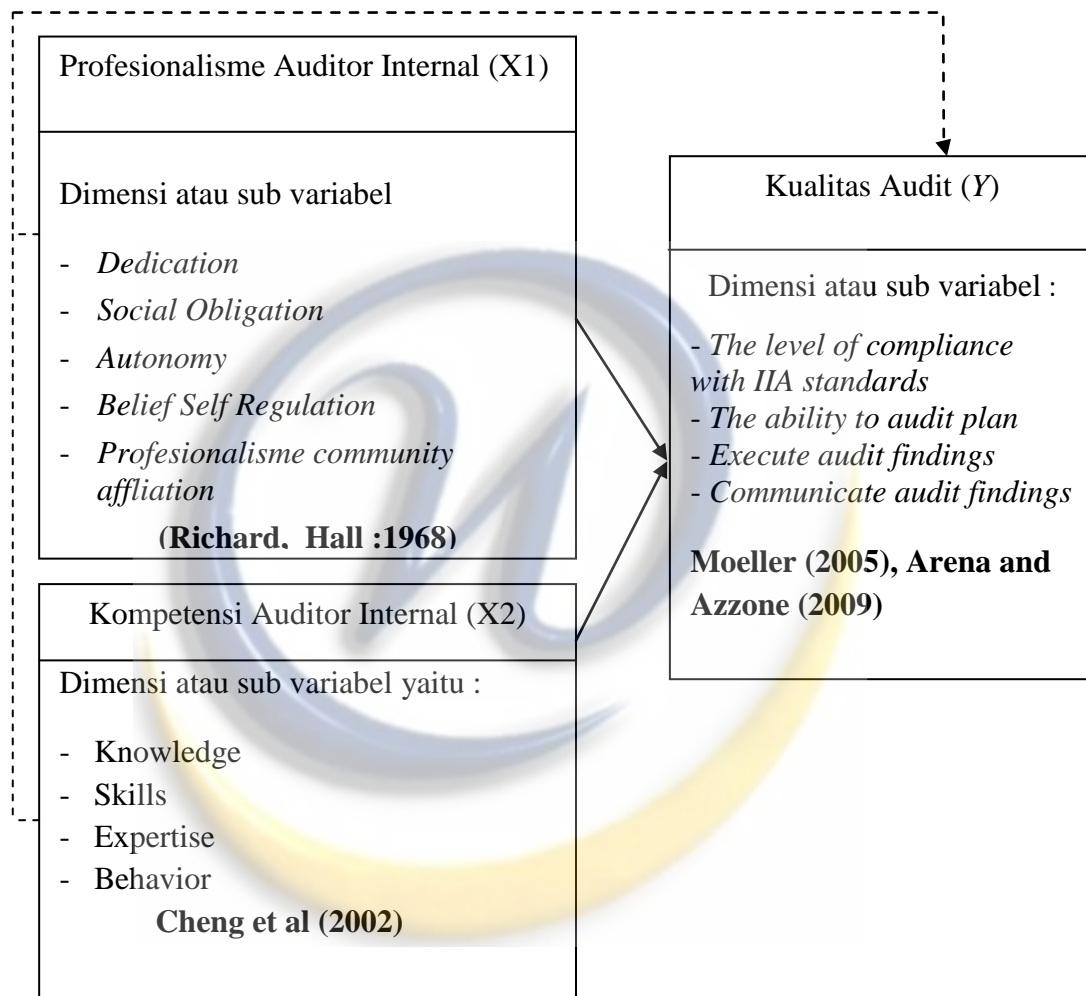 Profesionalisme Auditor Internal (X1)
Dimensi atau sub variabel
- Dedication
- Social Obligation
- Autonomy
- Belief Self Regulation
- Profesionalisme community
affliation
(Richard, Hall :1968)
Kompetensi Auditor Internal (X2)
Dimensi atau sub variabel yaitu :
- Knowledge
- Skills
- Expertise
- Behavior
Cheng et al (2002)
Kualitas Audit (Y)
Dimensi atau sub variabel :
- The level of compliance
with IIA standards
- The ability to audit plan
- Execute audit findings
- Communicate audit findings
Moeller (2005), Arena and
Azzone (2009)